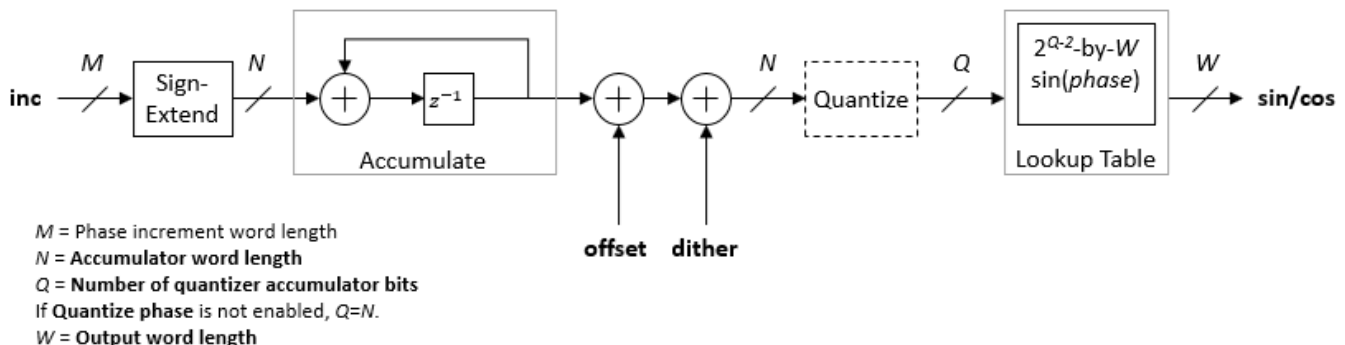 M
N
N
Q
W
inc
Sign-
Extend
+
z⁻¹
+
+
Quantize
2^Q-2-by-W
sin(phase)
sin/cos
Accumulate
Lookup Table
offset
dither
M = Phase increment word length
N = Accumulator word length
Q = Number of quantizer accumulator bits
If Quantize phase is not enabled, Q=N.
W = Output word length